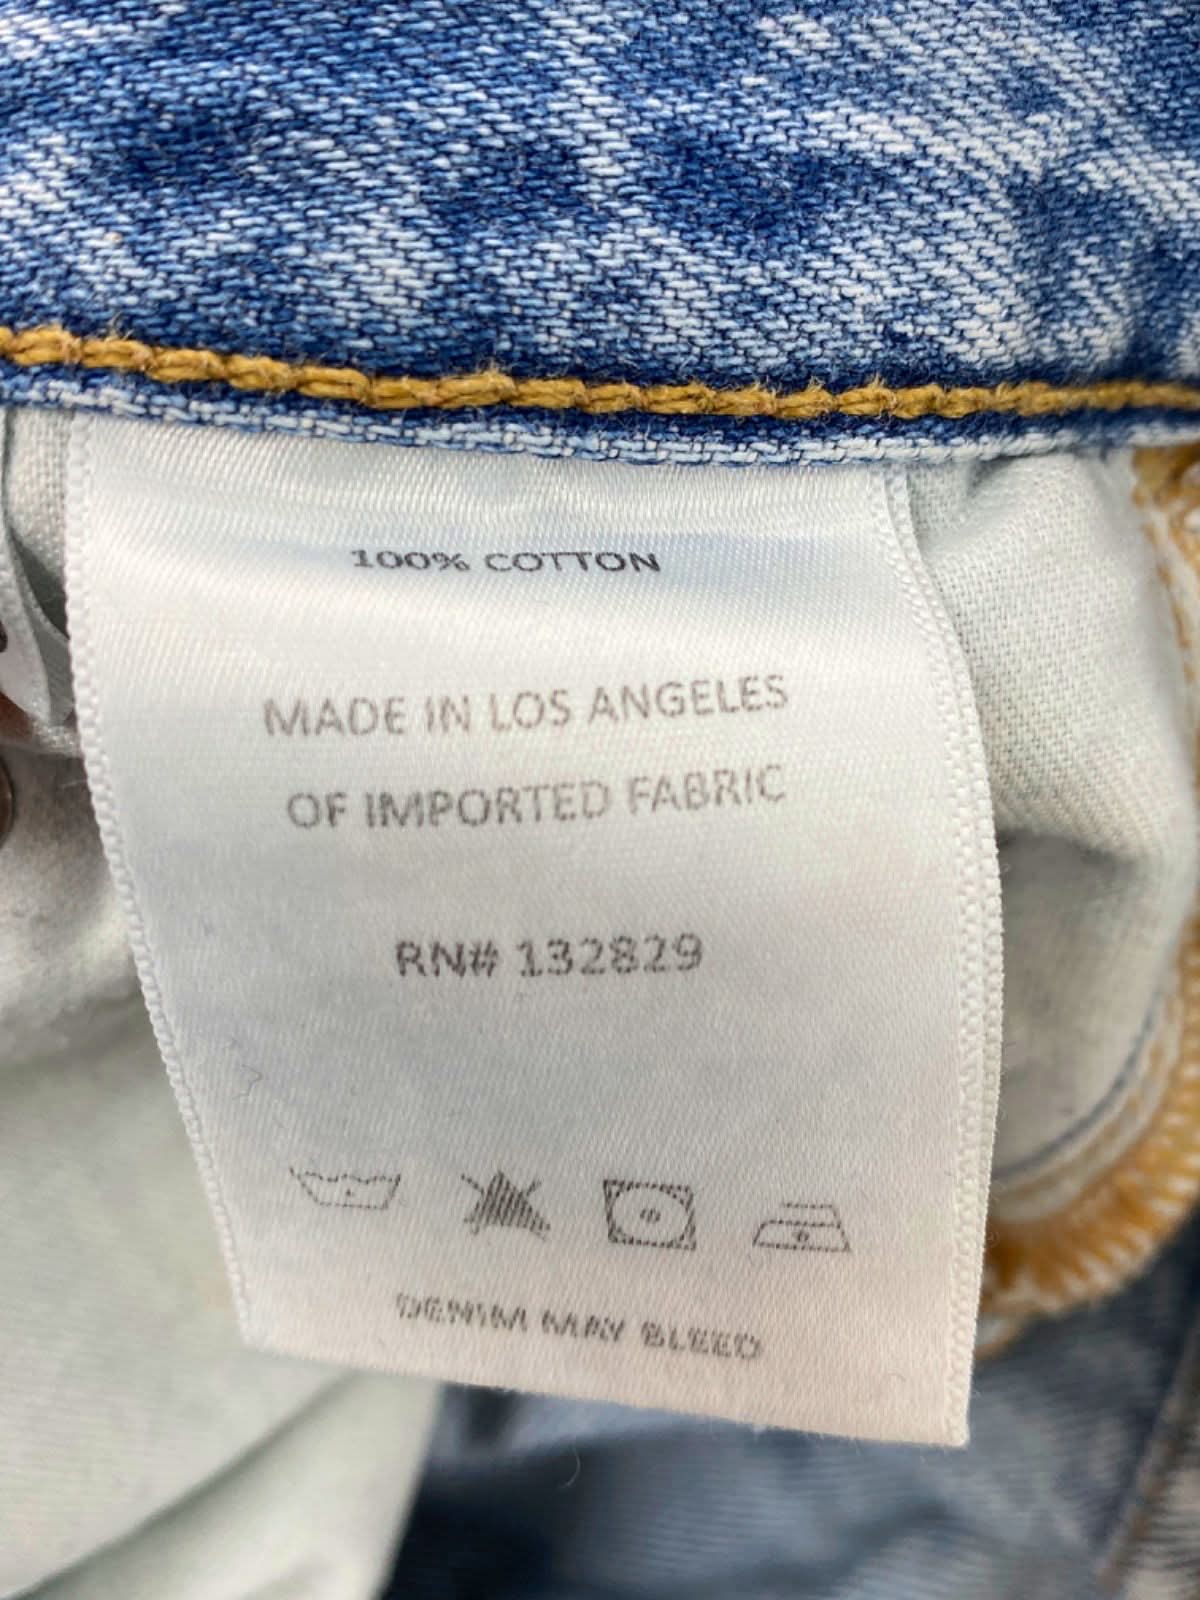 100% COTTON
MADE IN LOS ANGELES
OF IMPORTED FABRIC
RN# 132829
DENIM MAY BLEED